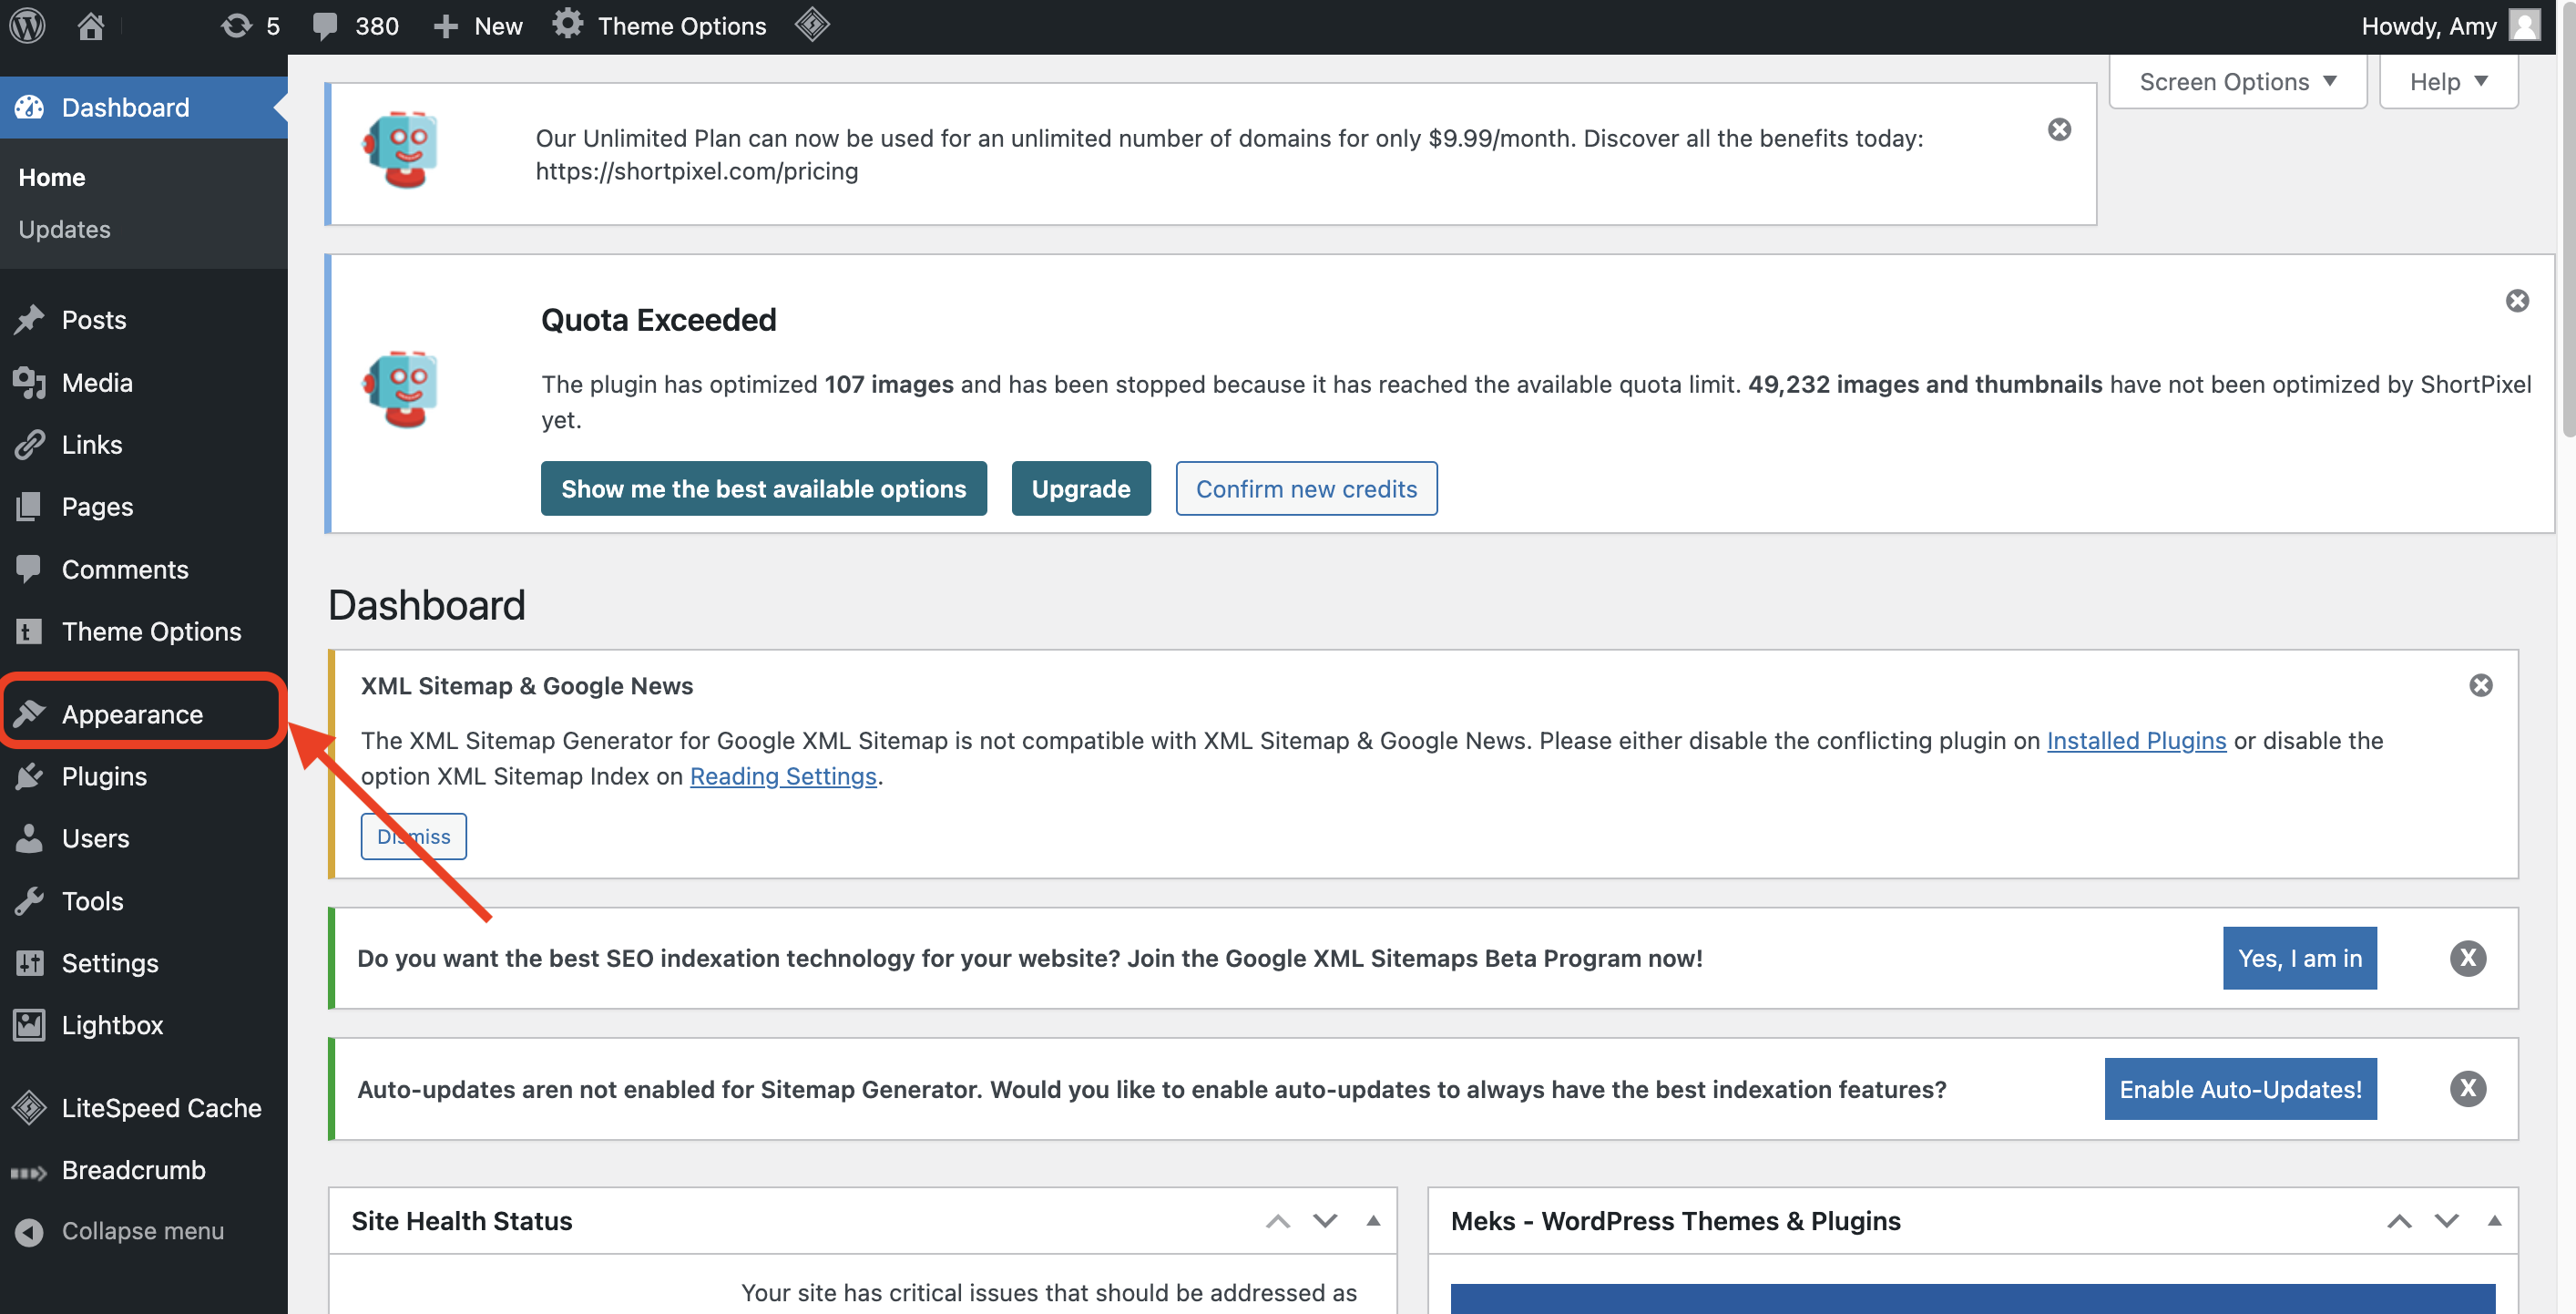 5
380
New
Theme Options
Howdy, Amy
Dashboard
Home
Updates
Posts
Media
Links
Pages
Comments
Theme Options
Appearance
Plugins
Users
Tools
Settings
Lightbox
LiteSpeed Cache
Breadcrumb
Collapse menu
Screen Options
Help
Our Unlimited Plan can now be used for an unlimited number of domains for only $9.99/month. Discover all the benefits today:
https://shortpixel.com/pricing
Quota Exceeded
The plugin has optimized 107 images and has been stopped because it has reached the available quota limit. 49,232 images and thumbnails have not been optimized by ShortPixel
yet.
Show me the best available options
Upgrade
Confirm new credits
Dashboard
XML Sitemap & Google News
The XML Sitemap Generator for Google XML Sitemap is not compatible with XML Sitemap & Google News. Please either disable the conflicting plugin on Installed Plugins or disable the
option XML Sitemap Index on Reading Settings.
Dismiss
Do you want the best SEO indexation technology for your website? Join the Google XML Sitemaps Beta Program now!
Yes, I am in
X
Auto-updates aren not enabled for Sitemap Generator. Would you like to enable auto-updates to always have the best indexation features?
Enable Auto-Updates!
X
Site Health Status
Your site has critical issues that should be addressed as
Meks - WordPress Themes & Plugins